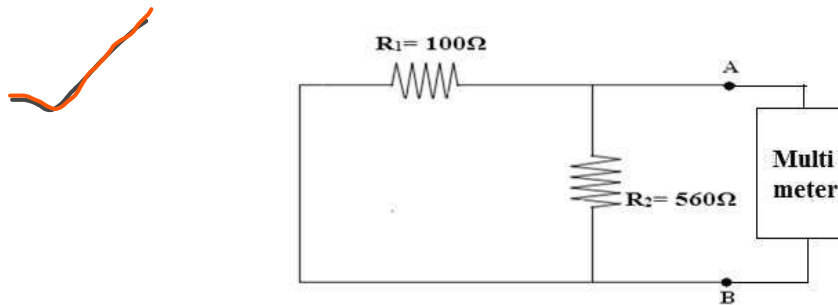 R₁= 100Ω
A
Multi
meter
R₂= 560Ω
B